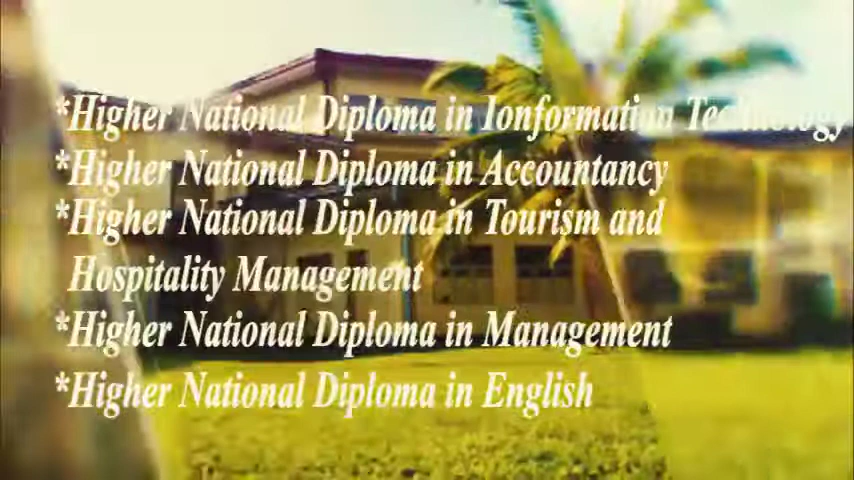 *Higher National Diploma in Ionformatiln Technology
*Higher National Diploma in Accountancy
*Higher National Diploma in Tourism and
Hospitality Management
*Higher National Diploma in Management
*Higher National Diploma in English